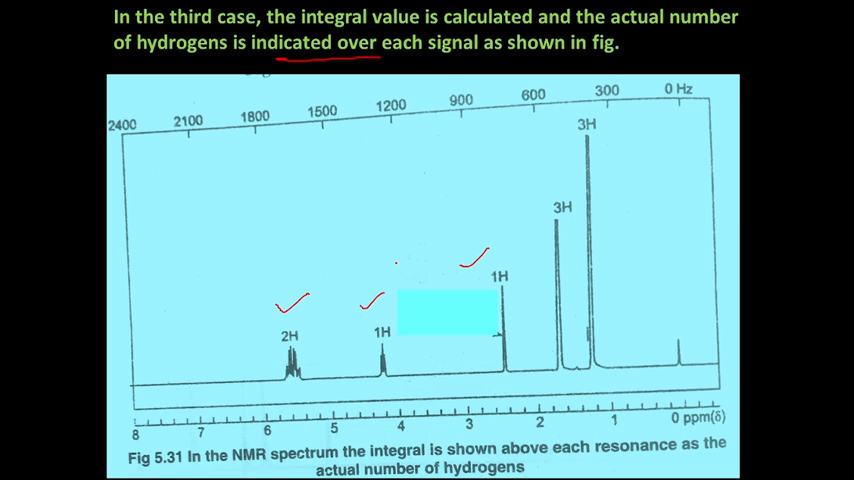 In the third case, the integral value is calculated and the actual number
of hydrogens is indicated over each signal as shown in fig.
2400 2100 1800 1500 1200 900 600 300 0 Hz
3H
3H
1H
2H 1H
8 7 6 5 4 3 2 1 0 ppm(δ)
Fig 5.31 In the NMR spectrum the integral is shown above each resonance as the
actual number of hydrogens